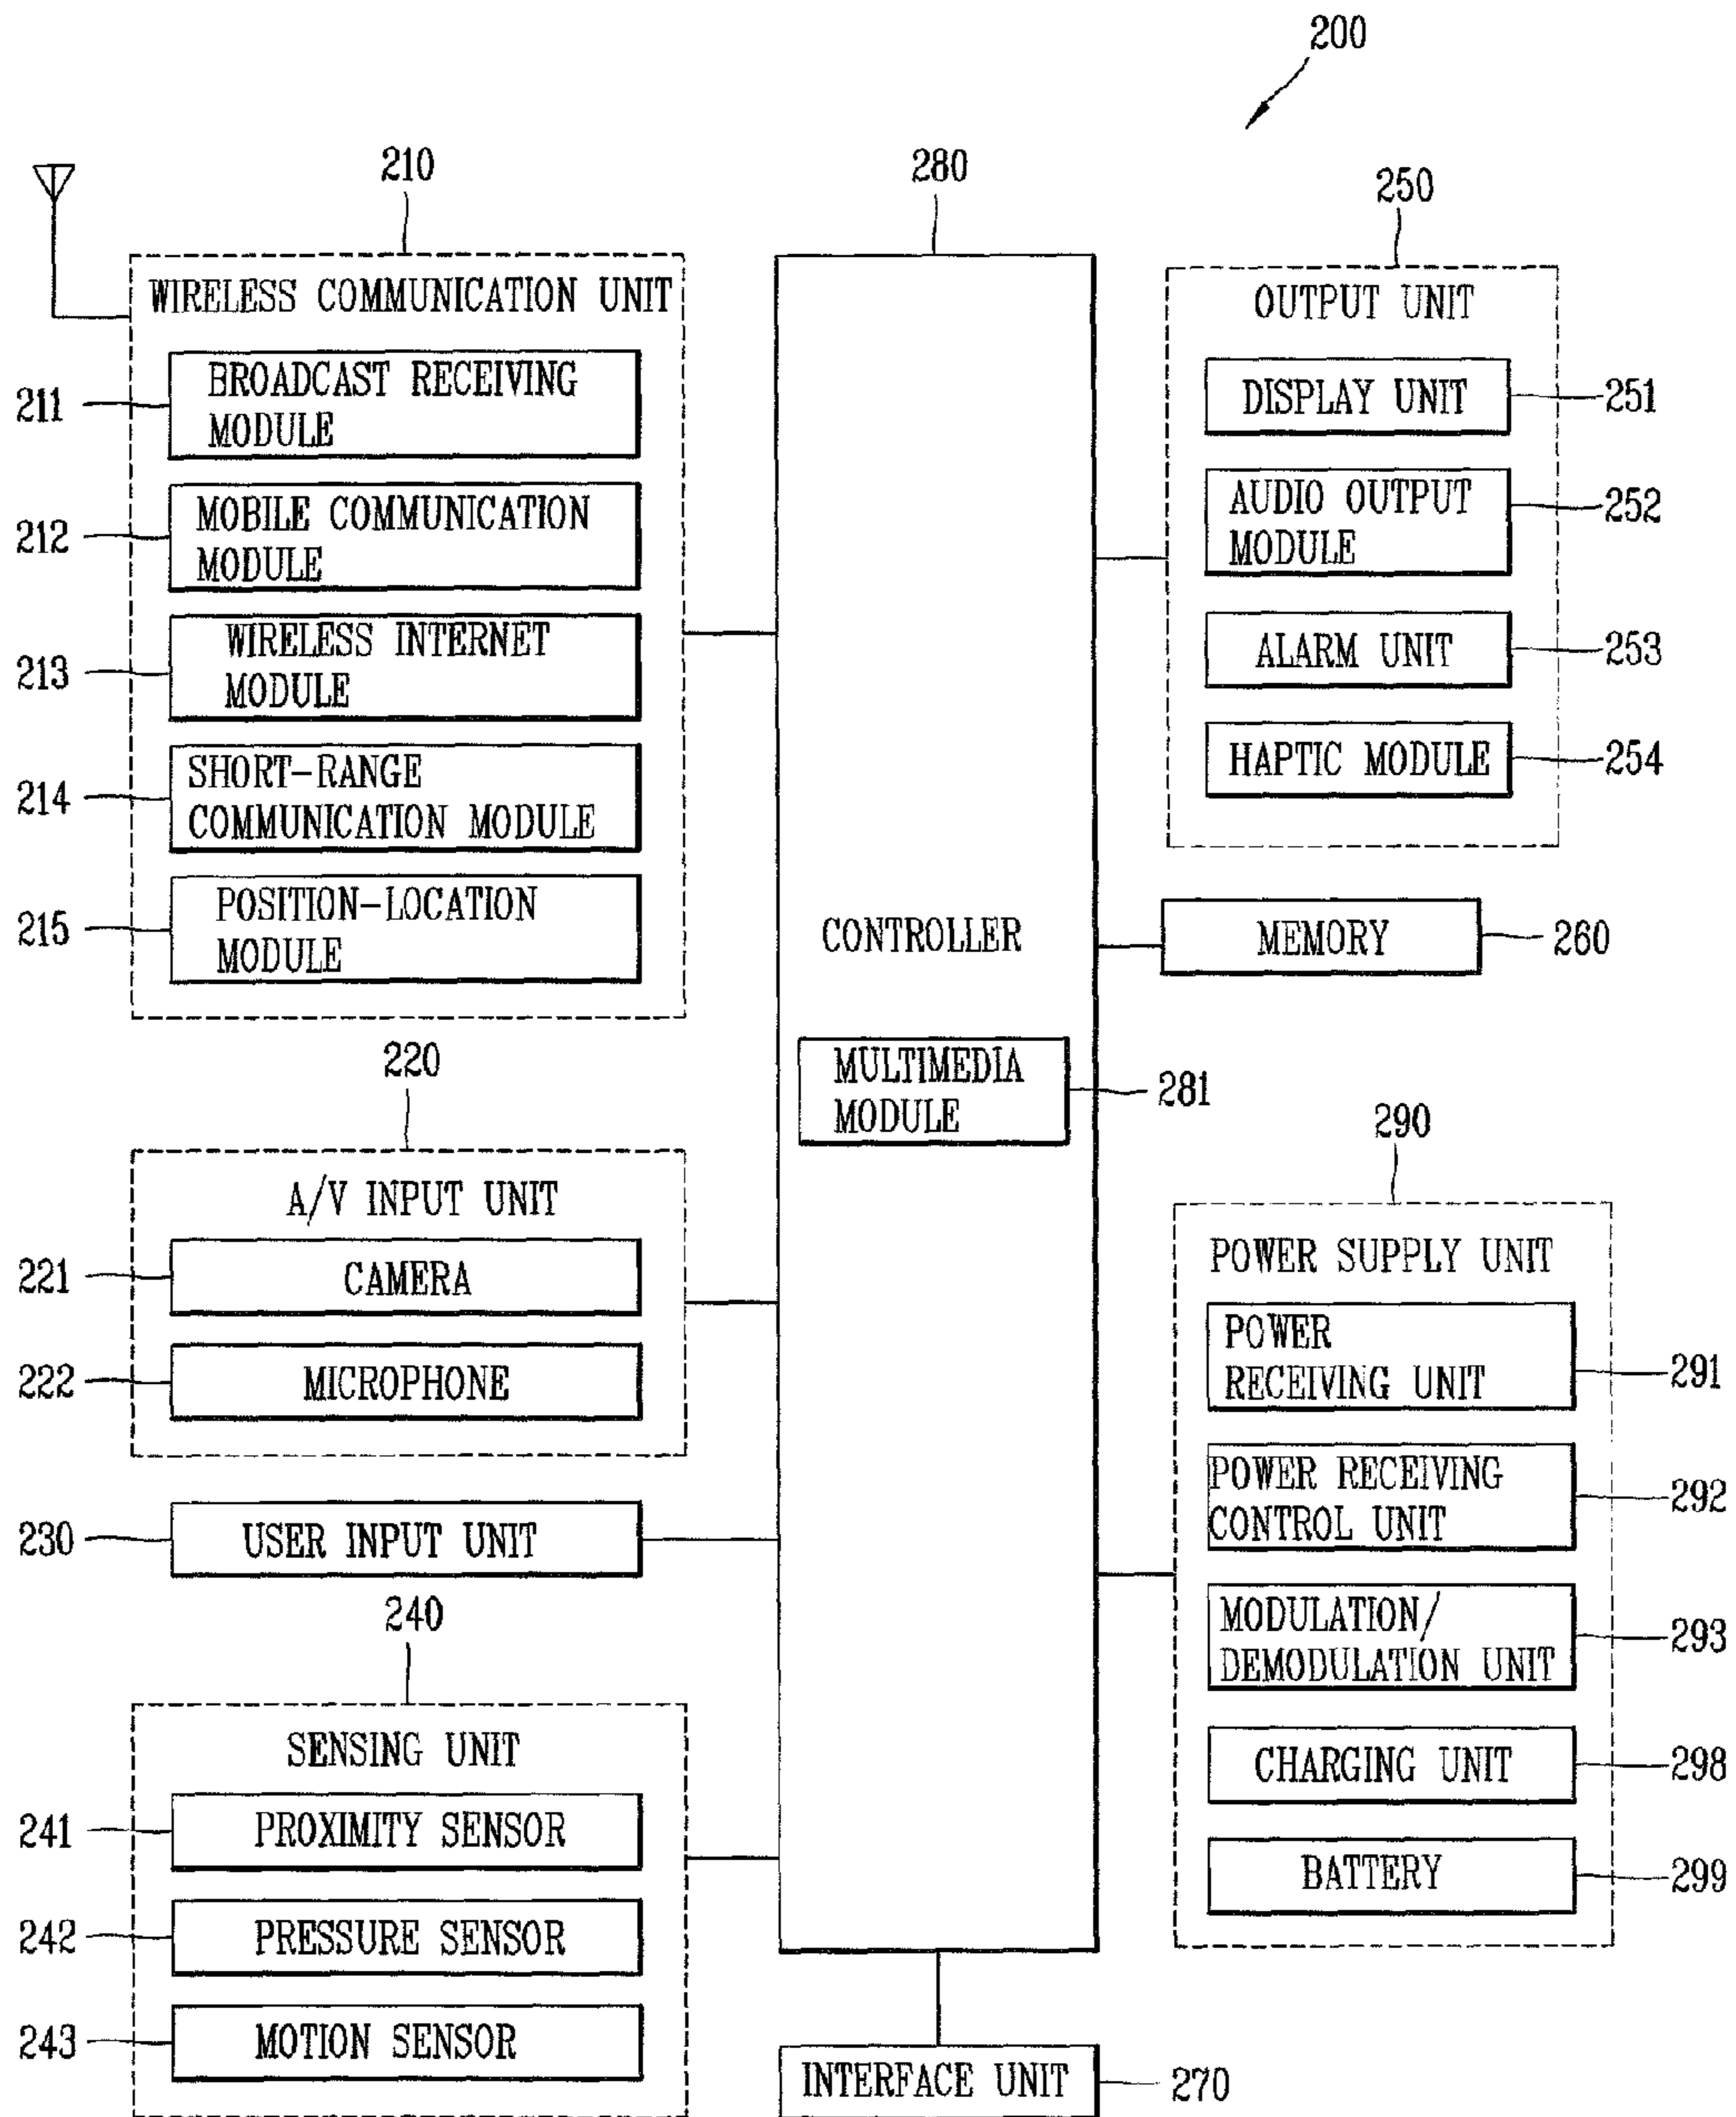 200
210
WIRELESS COMMUNICATION UNIT
211
BROADCAST RECEIVING
MODULE
212
MOBILE COMMUNICATION
MODULE
213
WIRELESS INTERNET
MODULE
214
SHORT-RANGE
COMMUNICATION MODULE
215
POSITION-LOCATION
MODULE
220
A/V INPUT UNIT
221
CAMERA
222
MICROPHONE
230
USER INPUT UNIT
240
SENSING UNIT
241
PROXIMITY SENSOR
242
PRESSURE SENSOR
243
MOTION SENSOR
280
CONTROLLER
MULTIMEDIA
MODULE
281
INTERFACE UNIT
270
250
OUTPUT UNIT
DISPLAY UNIT
251
AUDIO OUTPUT
MODULE
252
ALARM UNIT
253
HAPTIC MODULE
254
MEMORY
260
290
POWER SUPPLY UNIT
POWER
RECEIVING UNIT
291
POWER RECEIVING
CONTROL UNIT
292
MODULATION/
DEMODULATION UNIT
293
CHARGING UNIT
298
BATTERY
299